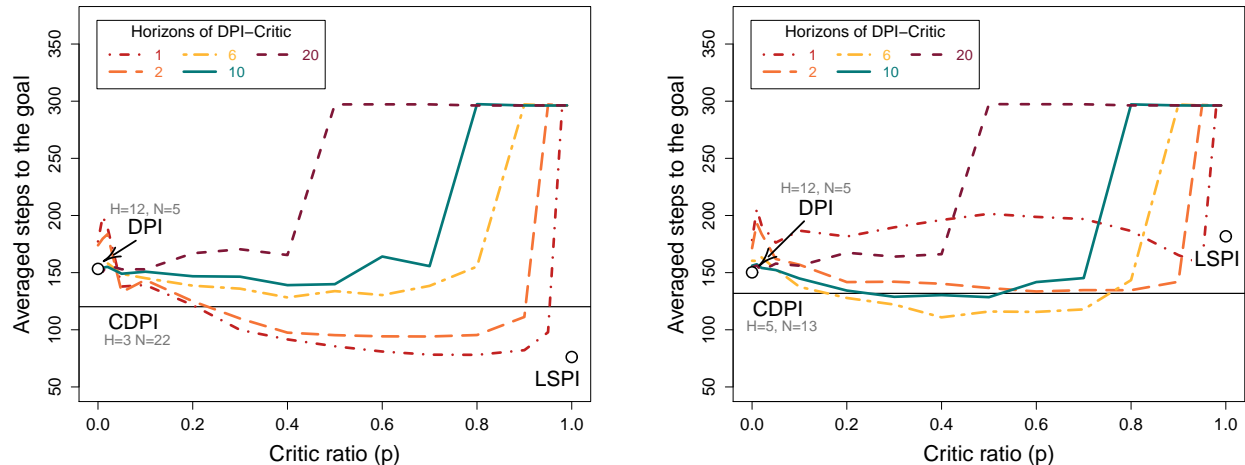 Horizons of DPI−Critic
1 6 20
2 10
Averaged steps to the goal
350
300
250
200
150
100
50
H=12, N=5
DPI
CDPI
H=3 N=22
LSPI
0.0 0.2 0.4 0.6 0.8 1.0
Critic ratio (p)
Horizons of DPI−Critic
1 6 20
2 10
Averaged steps to the goal
350
300
250
200
150
100
50
H=12, N=5
DPI
LSPI
CDPI
H=5, N=13
0.0 0.2 0.4 0.6 0.8 1.0
Critic ratio (p)